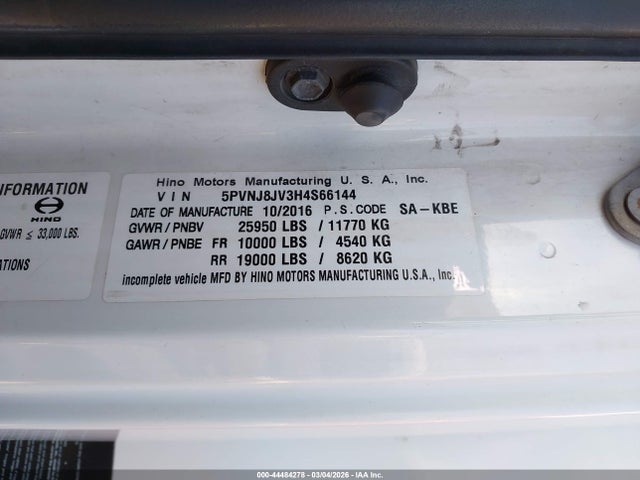 NFORMATION
HINO
GVWR ≤ 33,000 LBS.
ATIONS
Hino Motors Manufacturing U. S. A., Inc.
VIN 5PVNJ8JV3H4S66144
DATE OF MANUFACTURE 10/2016 P.S.CODE SA-KBE
GVWR / PNBV 25950 LBS / 11770 KG
GAWR / PNBE FR 10000 LBS / 4540 KG
RR 19000 LBS / 8620 KG
incomplete vehicle MFD BY HINO MOTORS MANUFACTURING U.S.A., Inc.
000-44484278 - 03/04/2026 - IAA Inc.